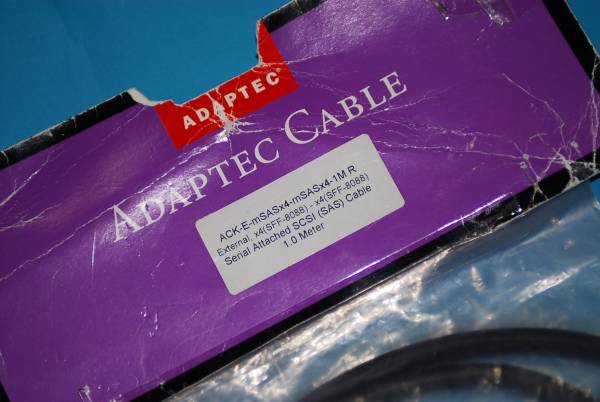 ADAPTEC®
ADAPTEC CABLE
ACK-E-mSASx4-mSASx4-1M R
External, x4(SFF-8088) - x4(SFF-8088)
Serial Attached SCSI (SAS) Cable
1.0 Meter